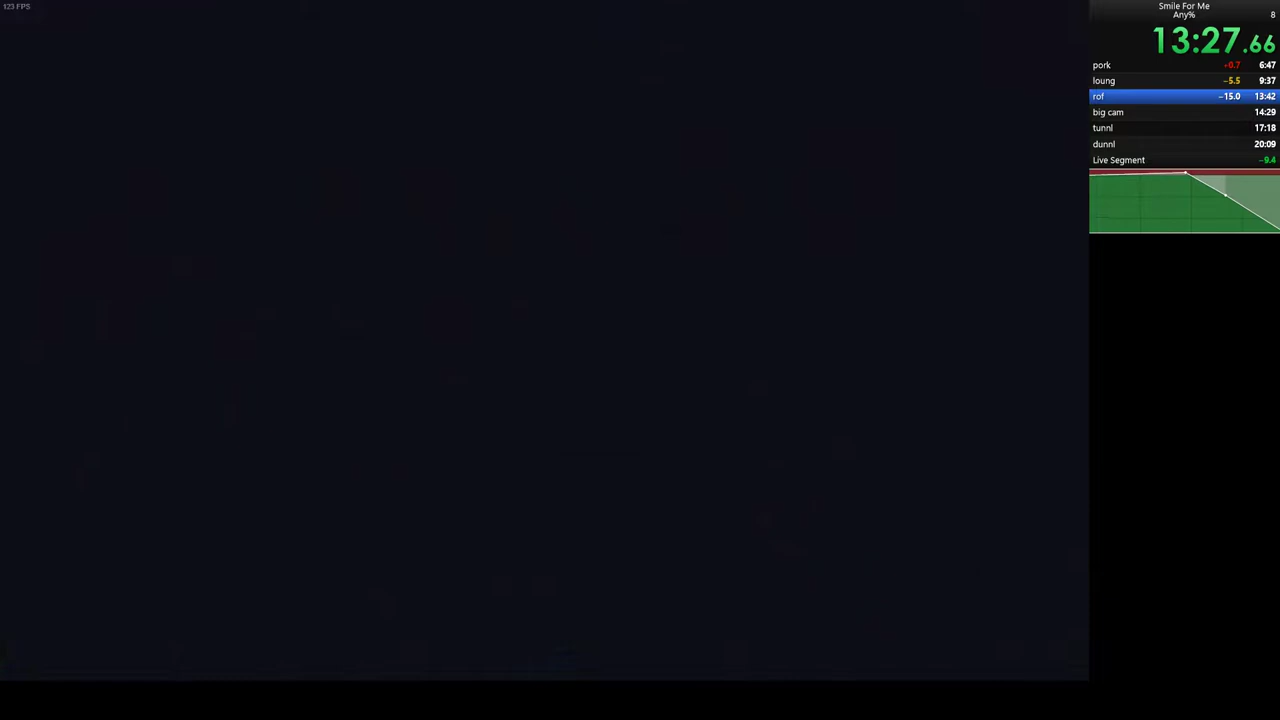 123 FPS
Smile For Me
Any% 8
13:27.66
pork +0.7 6:47
loung −5.5 9:37
rof −15.0 13:42
big cam 14:29
tunnl 17:18
dunnl 20:09
Live Segment −9.4